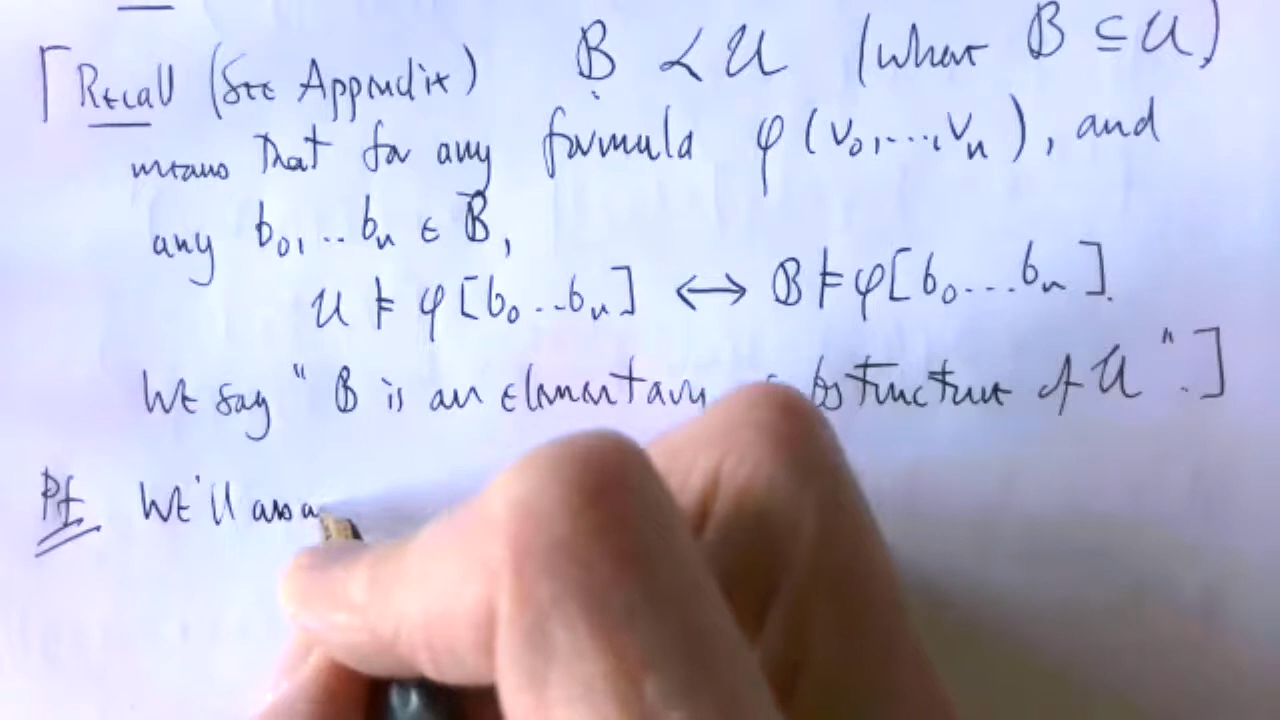 [Recall (See Appendix) B ≺ U (where B ⊆ U)
means that for any formula φ(v₀,...,vₙ), and
any b₀,..bₙ ∈ B,
U ⊨ φ[b₀..bₙ] ↔ B ⊨ φ[b₀...bₙ].
We say "B is an elementary substructure of U".]
Pf We'll